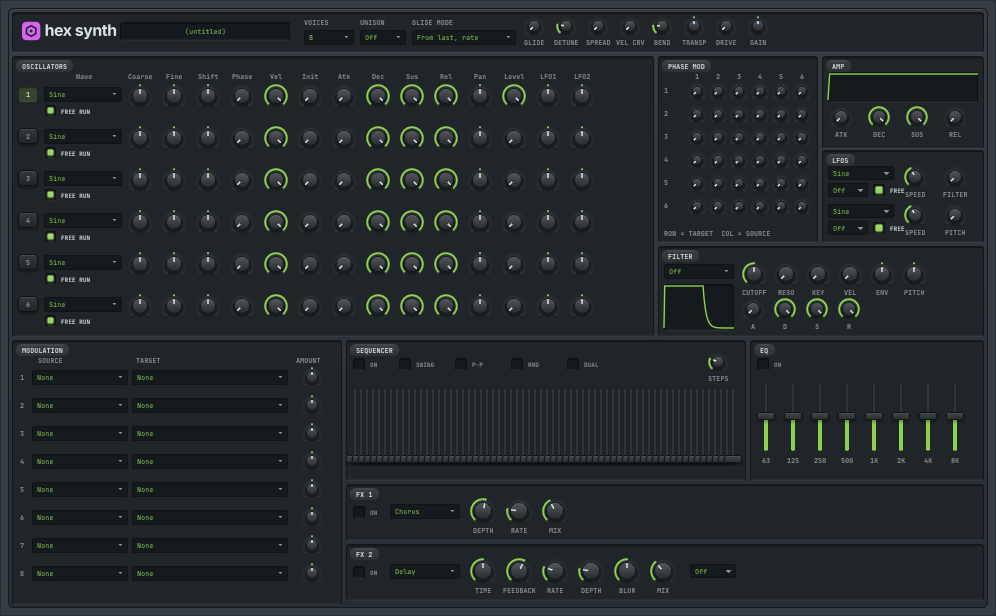 hex synth
(untitled)
VOICES UNISON GLIDE MODE
8 Off From last, rate
GLIDE DETUNE SPREAD VEL CRV BEND TRANSP DRIVE GAIN
OSCILLATORS
Wave Coarse Fine Shift Phase Vel Init Atk Dec Sus Rel Pan Level LFO1 LFO2
1 Sine
FREE RUN
2 Sine
FREE RUN
3 Sine
FREE RUN
4 Sine
FREE RUN
5 Sine
FREE RUN
6 Sine
FREE RUN
PHASE MOD
1 2 3 4 5 6
1
2
3
4
5
6
ROW = TARGET COL = SOURCE
AMP
ATK DEC SUS REL
LFOS
Sine
Off FREE SPEED FILTER
Sine
Off FREE SPEED PITCH
FILTER
Off
CUTOFF RESO KEY VEL ENV PITCH
A D S R
MODULATION
SOURCE TARGET AMOUNT
1 None None
2 None None
3 None None
4 None None
5 None None
6 None None
7 None None
8 None None
SEQUENCER
ON SWING P-P RND DUAL
STEPS
EQ
ON
63 125 250 500 1K 2K 4K 8K
FX 1
ON Chorus
DEPTH RATE MIX
FX 2
ON Delay Off
TIME FEEDBACK RATE DEPTH BLUR MIX